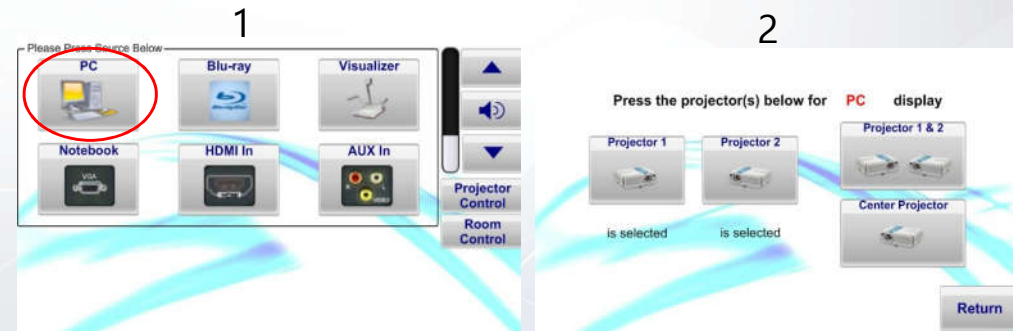 1
Please Press Source Below
PC
Blu-ray
Visualizer
Notebook
HDMI In
AUX In
VGA
Projector
Control
Room
Control
2
Press the projector(s) below for PC display
Projector 1
Projector 2
Projector 1 & 2
is selected
is selected
Center Projector
Return